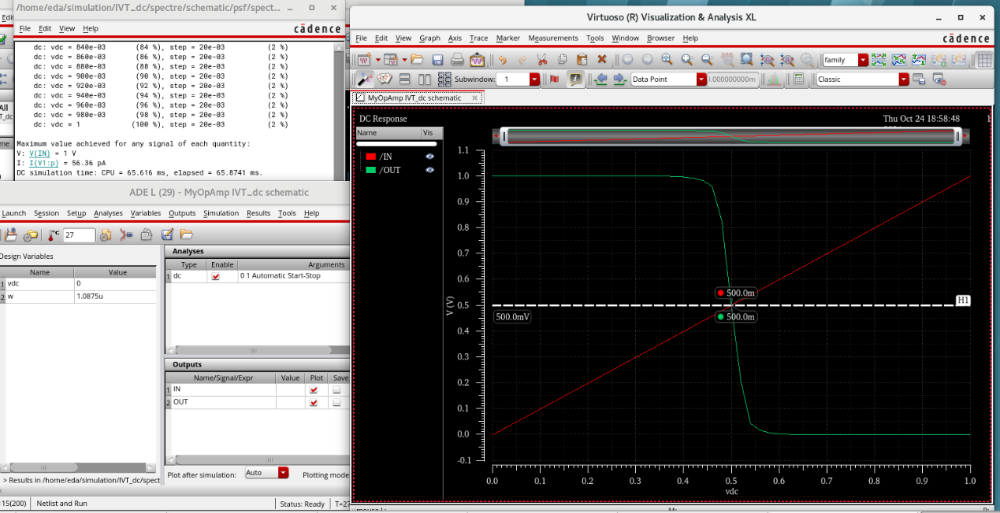 /home/eda/simulation/IVT_dc/spectre/schematic/psf/spect...
File Edit View Help
cādence
dc: vdc = 840e-03 (84 %), step = 20e-03 (2 %)
dc: vdc = 860e-03 (86 %), step = 20e-03 (2 %)
dc: vdc = 880e-03 (88 %), step = 20e-03 (2 %)
dc: vdc = 900e-03 (90 %), step = 20e-03 (2 %)
dc: vdc = 920e-03 (92 %), step = 20e-03 (2 %)
dc: vdc = 940e-03 (94 %), step = 20e-03 (2 %)
dc: vdc = 960e-03 (96 %), step = 20e-03 (2 %)
dc: vdc = 980e-03 (98 %), step = 20e-03 (2 %)
dc: vdc = 1 (100 %), step = 20e-03 (2 %)
Maximum value achieved for any signal of each quantity:
V: V(IN) = 1 V
I: I(V1:p) = 56.36 pA
DC simulation time: CPU = 65.616 ms, elapsed = 65.8741 ms.
ADE L (29) - MyOpAmp IVT_dc schematic
Launch Session Setup Analyses Variables Outputs Simulation Results Tools Help
27
Design Variables
Name Value
1 vdc 0
2 w 1.0875u
Analyses
Type Enable Arguments
1 dc 0 1 Automatic Start-Stop
Outputs
Name/Signal/Expr Value Plot Save
1 IN
2 OUT
Plot after simulation: Auto Plotting mode
> Results in /home/eda/simulation/IVT_dc/spect
15(200) Netlist and Run Status: Ready T=27
Virtuoso (R) Visualization & Analysis XL
File Edit View Graph Axis Trace Marker Measurements Tools Window Browser Help
cādence
family
Subwindow: 1 Data Point Classic
MyOpAmp IVT_dc schematic
DC Response
Thu Oct 24 18:58:48
Name Vis
/IN
/OUT
V (V)
1.1
1.0
0.9
0.8
0.7
0.6
0.5
0.4
0.3
0.2
0.1
0.0
-0.1
500.0m
H1
500.0mV
500.0m
0.0 0.1 0.2 0.3 0.4 0.5 0.6 0.7 0.8 0.9 1.0
vdc